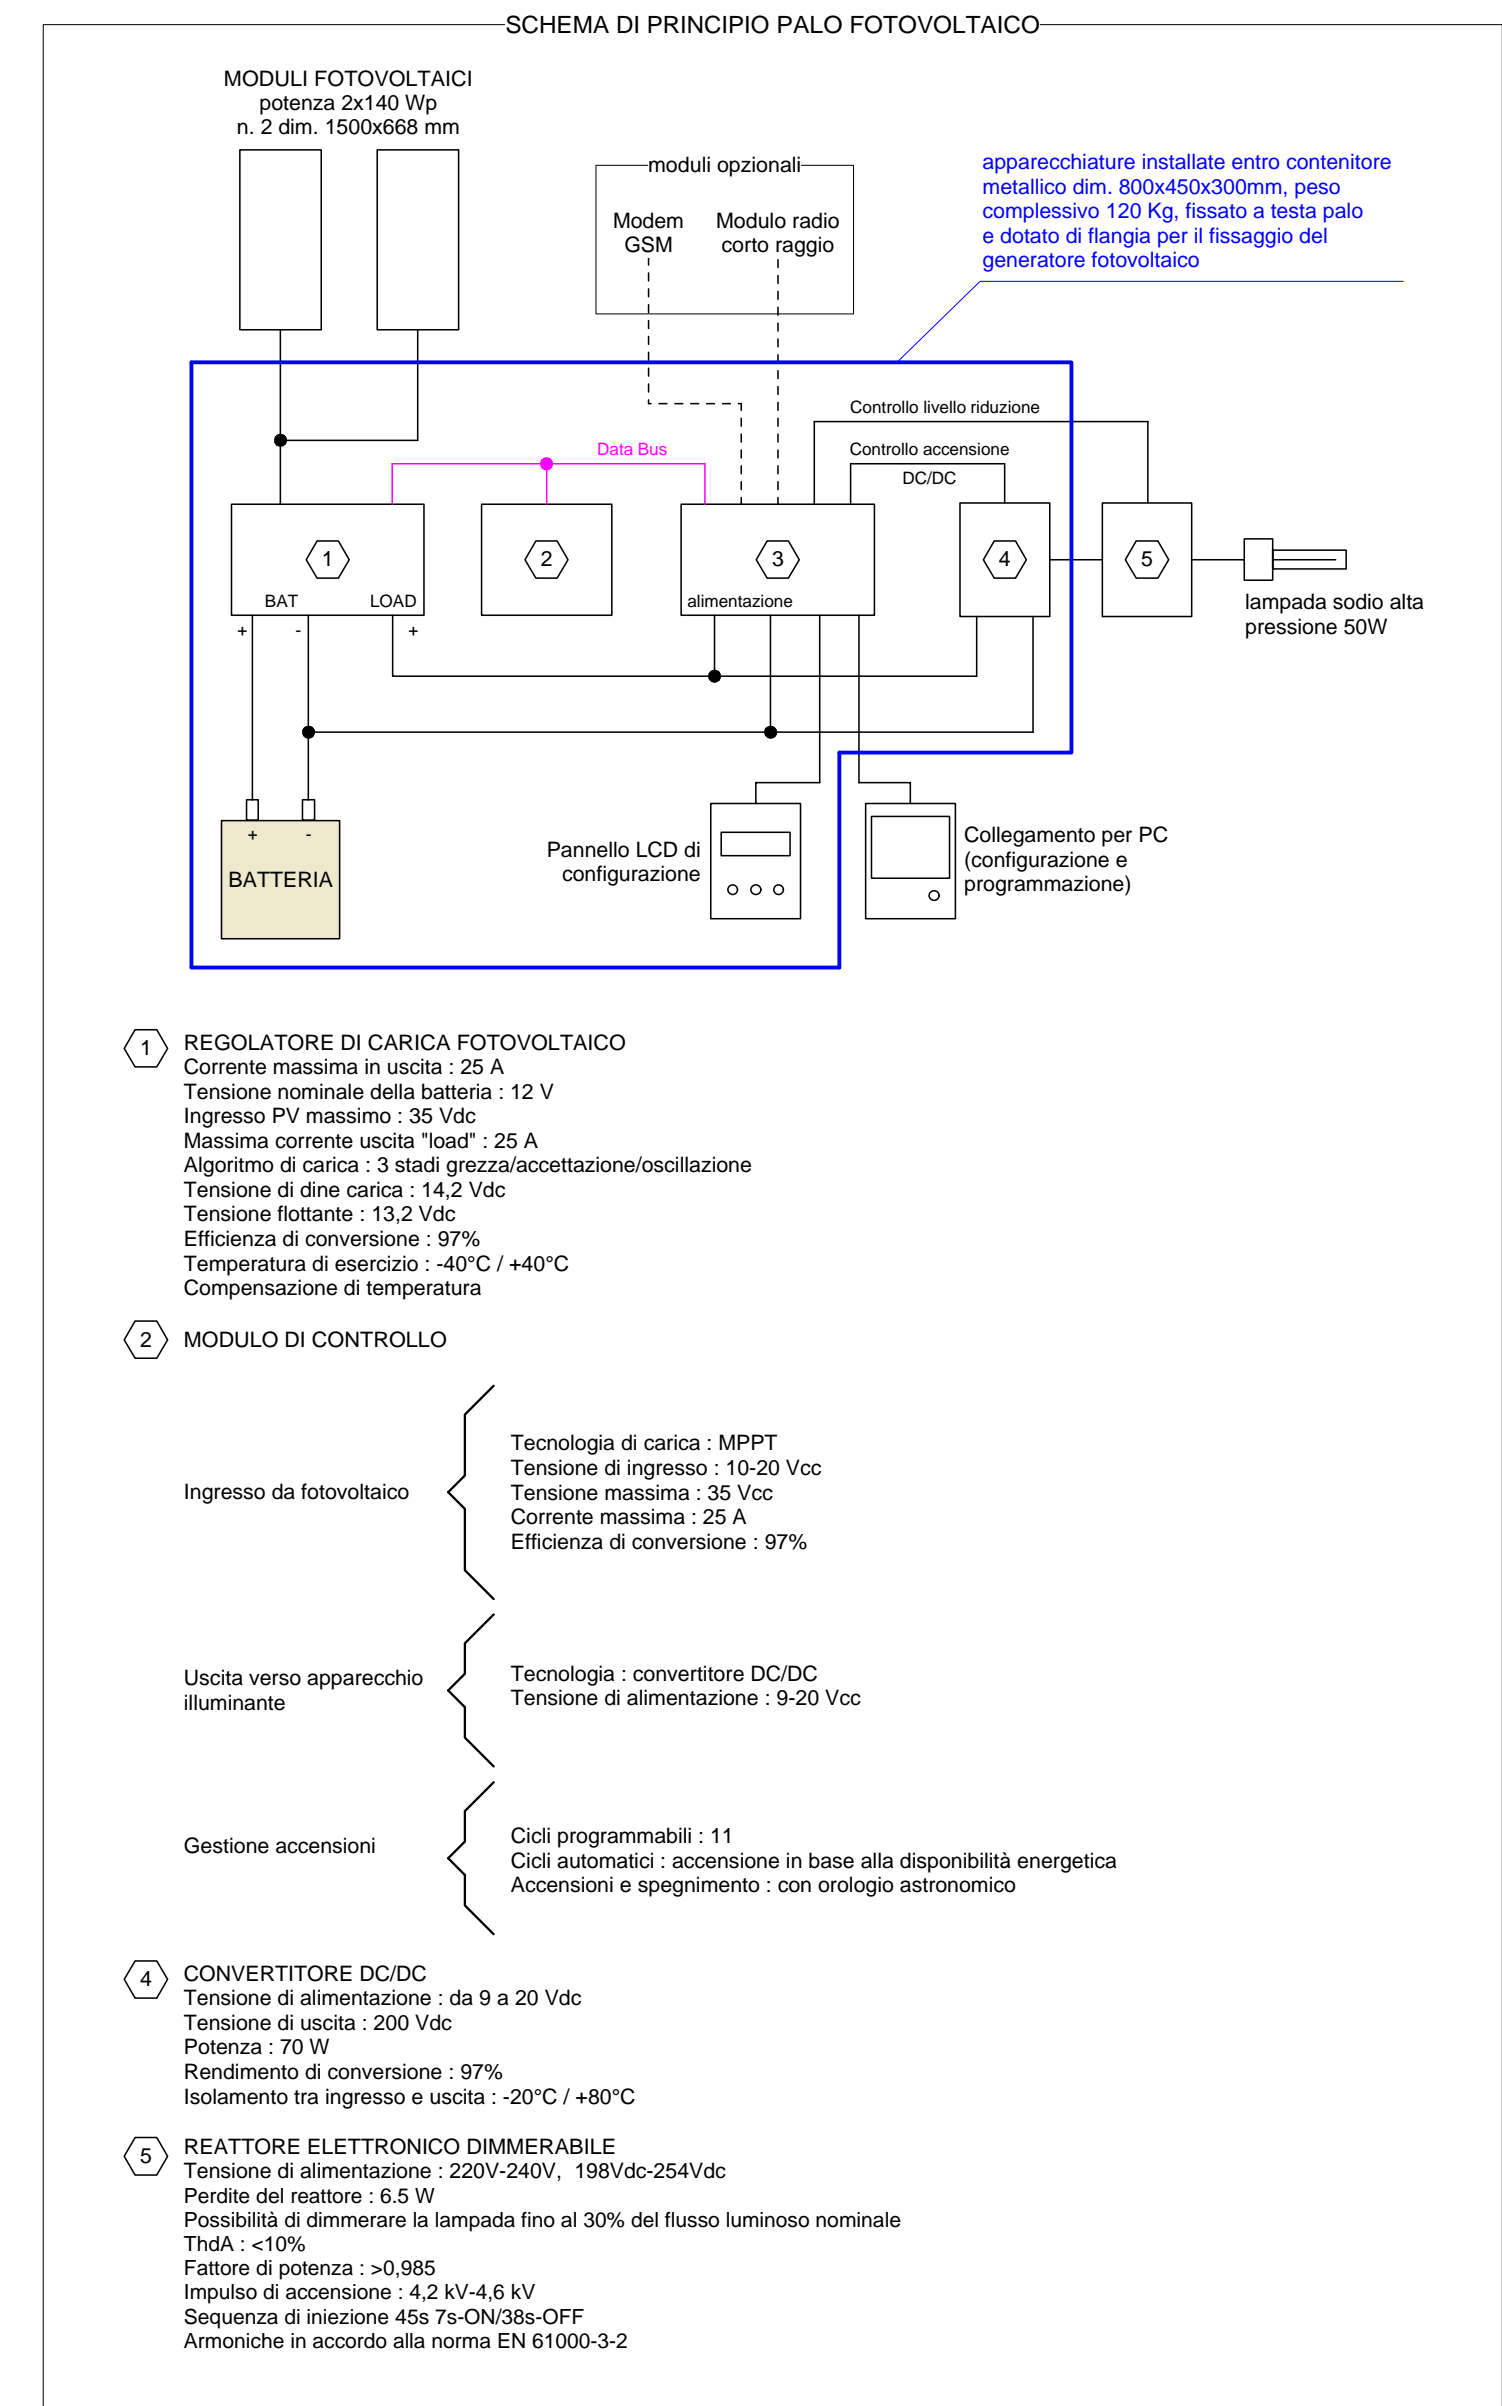 SCHEMA DI PRINCIPIO PALO FOTOVOLTAICO
MODULI FOTOVOLTAICI
potenza 2x140 Wp
n. 2 dim. 1500x668 mm
moduli opzionali
Modem
GSM
Modulo radio
corto raggio
apparecchiature installate entro contenitore
metallico dim. 800x450x300mm, peso
complessivo 120 Kg, fissato a testa palo
e dotato di flangia per il fissaggio del
generatore fotovoltaico
Controllo livello riduzione
Data Bus
Controllo accensione
DC/DC
1
2
3
4
5
BAT
LOAD
alimentazione
+
-
+
lampada sodio alta
pressione 50W
+
-
BATTERIA
Pannello LCD di
configurazione
Collegamento per PC
(configurazione e
programmazione)
1
REGOLATORE DI CARICA FOTOVOLTAICO
Corrente massima in uscita : 25 A
Tensione nominale della batteria : 12 V
Ingresso PV massimo : 35 Vdc
Massima corrente uscita "load" : 25 A
Algoritmo di carica : 3 stadi grezza/accettazione/oscillazione
Tensione di dine carica : 14,2 Vdc
Tensione flottante : 13,2 Vdc
Efficienza di conversione : 97%
Temperatura di esercizio : -40°C / +40°C
Compensazione di temperatura
2
MODULO DI CONTROLLO
Ingresso da fotovoltaico
Tecnologia di carica : MPPT
Tensione di ingresso : 10-20 Vcc
Tensione massima : 35 Vcc
Corrente massima : 25 A
Efficienza di conversione : 97%
Uscita verso apparecchio
illuminante
Tecnologia : convertitore DC/DC
Tensione di alimentazione : 9-20 Vcc
Gestione accensioni
Cicli programmabili : 11
Cicli automatici : accensione in base alla disponibilità energetica
Accensioni e spegnimento : con orologio astronomico
4
CONVERTITORE DC/DC
Tensione di alimentazione : da 9 a 20 Vdc
Tensione di uscita : 200 Vdc
Potenza : 70 W
Rendimento di conversione : 97%
Isolamento tra ingresso e uscita : -20°C / +80°C
5
REATTORE ELETTRONICO DIMMERABILE
Tensione di alimentazione : 220V-240V, 198Vdc-254Vdc
Perdite del reattore : 6.5 W
Possibilità di dimmerare la lampada fino al 30% del flusso luminoso nominale
ThdA : <10%
Fattore di potenza : >0,985
Impulso di accensione : 4,2 kV-4,6 kV
Sequenza di iniezione 45s 7s-ON/38s-OFF
Armoniche in accordo alla norma EN 61000-3-2